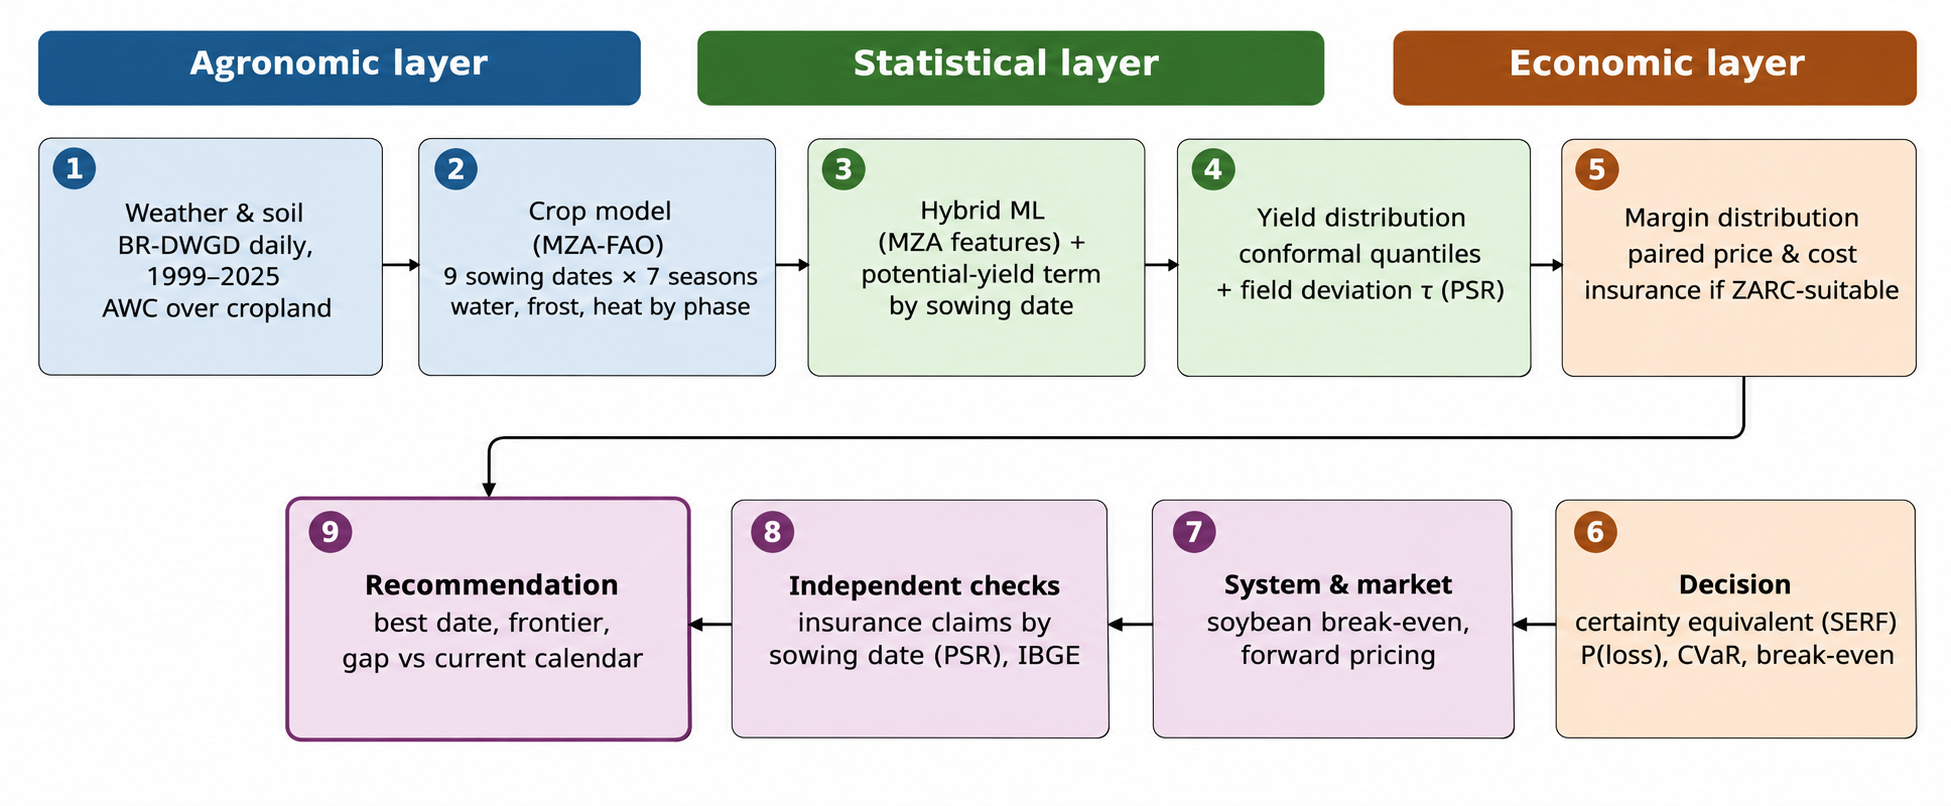 Agronomic layer
Statistical layer
Economic layer
1
Weather & soil
BR-DWGD daily,
1999–2025
AWC over cropland
2
Crop model
(MZA-FAO)
9 sowing dates × 7 seasons
water, frost, heat by phase
3
Hybrid ML
(MZA features) +
potential-yield term
by sowing date
4
Yield distribution
conformal quantiles
+ field deviation τ (PSR)
5
Margin distribution
paired price & cost
insurance if ZARC-suitable
6
Decision
certainty equivalent (SERF)
P(loss), CVaR, break-even
7
System & market
soybean break-even,
forward pricing
8
Independent checks
insurance claims by
sowing date (PSR), IBGE
9
Recommendation
best date, frontier,
gap vs current calendar